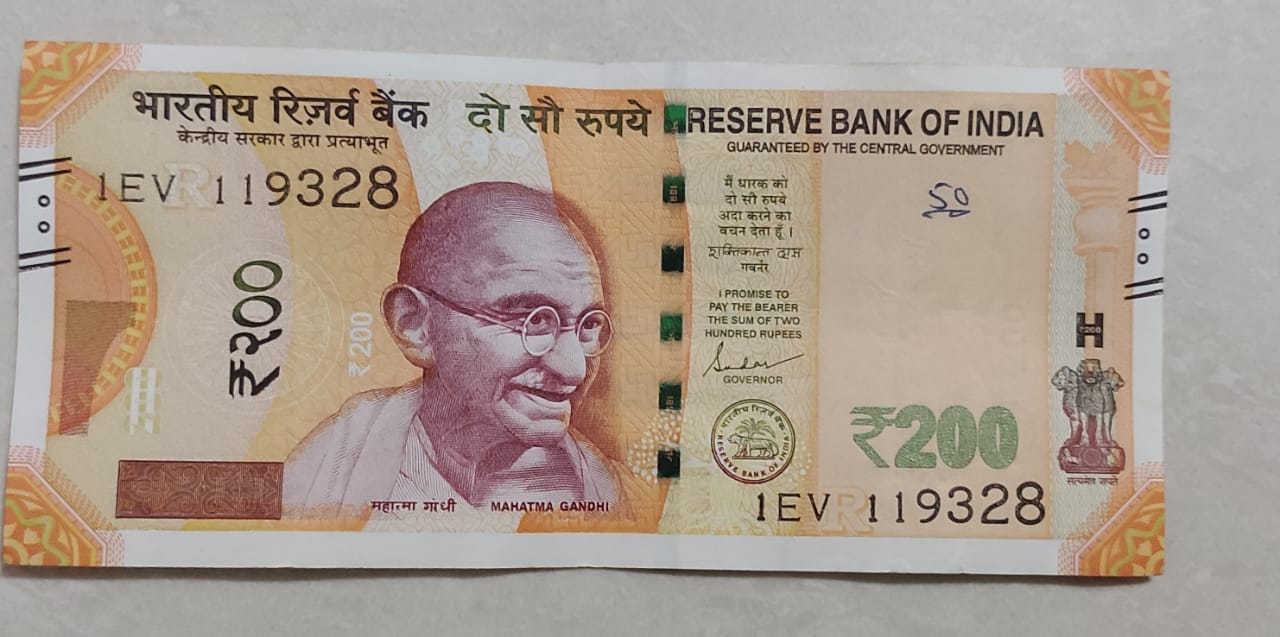 भारतीय रिज़र्व बैंक
केन्द्रीय सरकार द्वारा प्रत्याभूत
दो सौ रुपये
RESERVE BANK OF INDIA
GUARANTEED BY THE CENTRAL GOVERNMENT
1EV R 119328
₹२००
₹200
मैं धारक को
दो सौ रुपये
अदा करने का
वचन देता हूँ ।
शक्तिकान्त दास
गवर्नर
I PROMISE TO
PAY THE BEARER
THE SUM OF TWO
HUNDRED RUPEES
GOVERNOR
भारतीय रिज़र्व बैंक
RESERVE BANK OF INDIA
50
₹200
₹200
सत्यमेव जयते
महात्मा गांधी
MAHATMA GANDHI
1EV R 119328